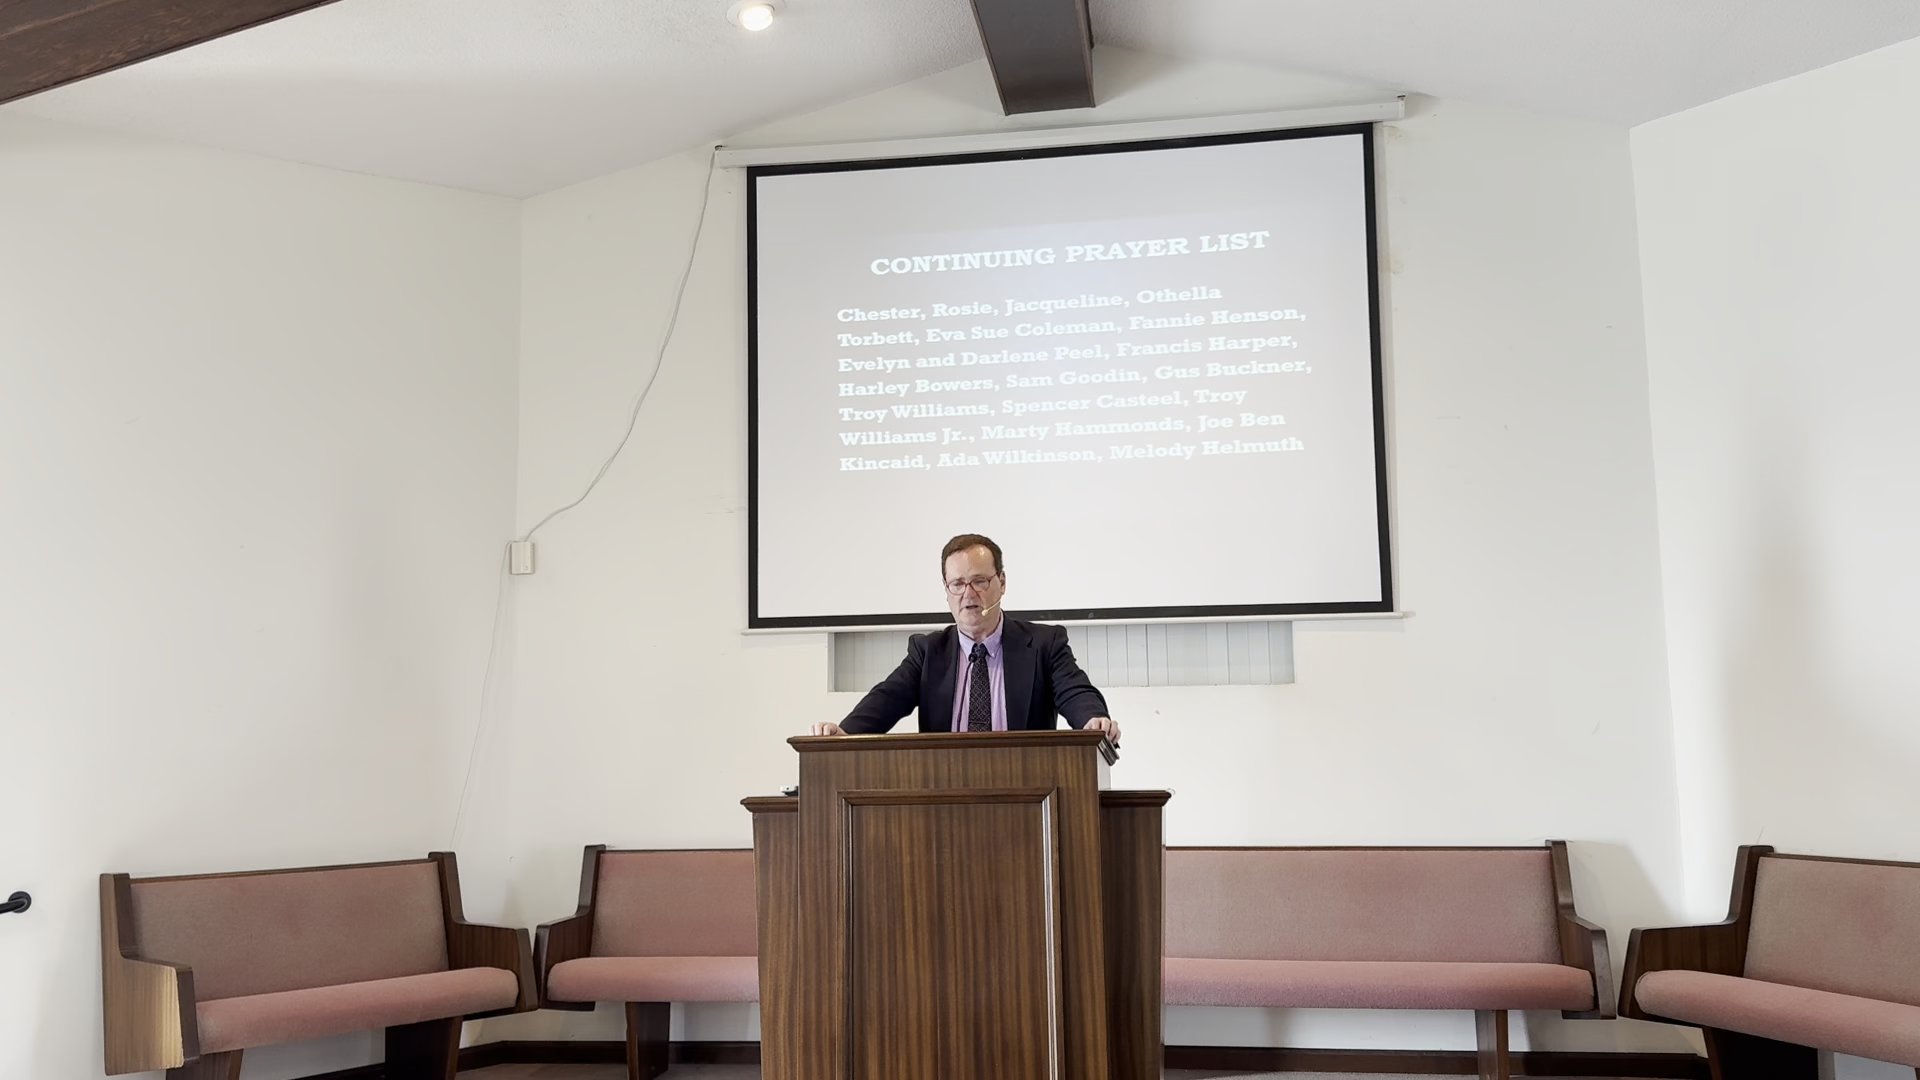 CONTINUING PRAYER LIST
Chester, Rosie, Jacqueline, Othella
Torbett, Eva Sue Coleman, Fannie Henson,
Evelyn and Darlene Peel, Francis Harper,
Harley Bowers, Sam Goodin, Gus Buckner,
Troy Williams, Spencer Casteel, Troy
Williams Jr., Marty Hammonds, Joe Ben
Kincaid, Ada Wilkinson, Melody Helmuth